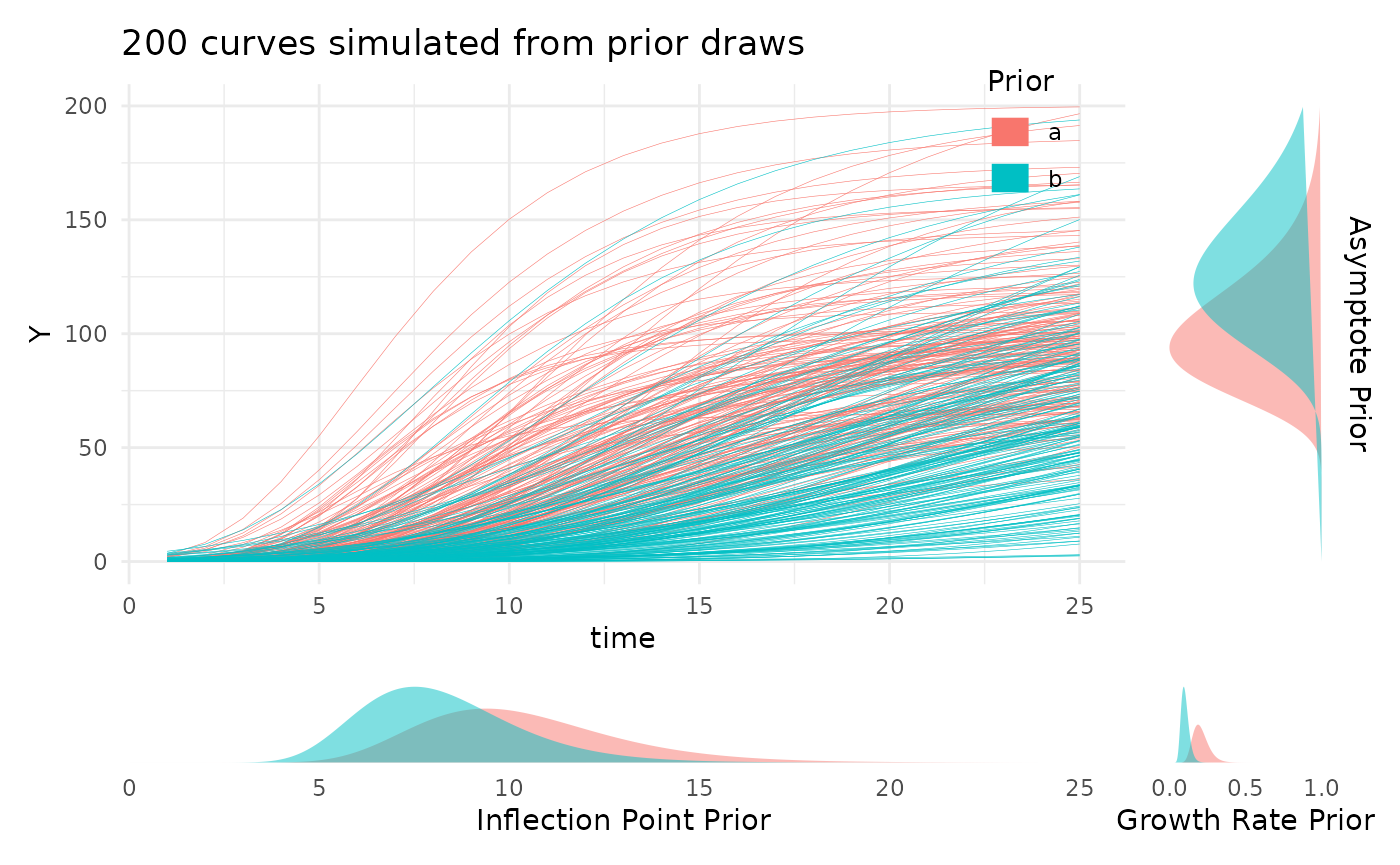 200 curves simulated from prior draws
Prior
a
b
200
150
100
50
0
Y
0 5 10 15 20 25
time
Asymptote Prior
0 5 10 15 20 25
Inflection Point Prior
0.0 0.5 1.0
Growth Rate Prior